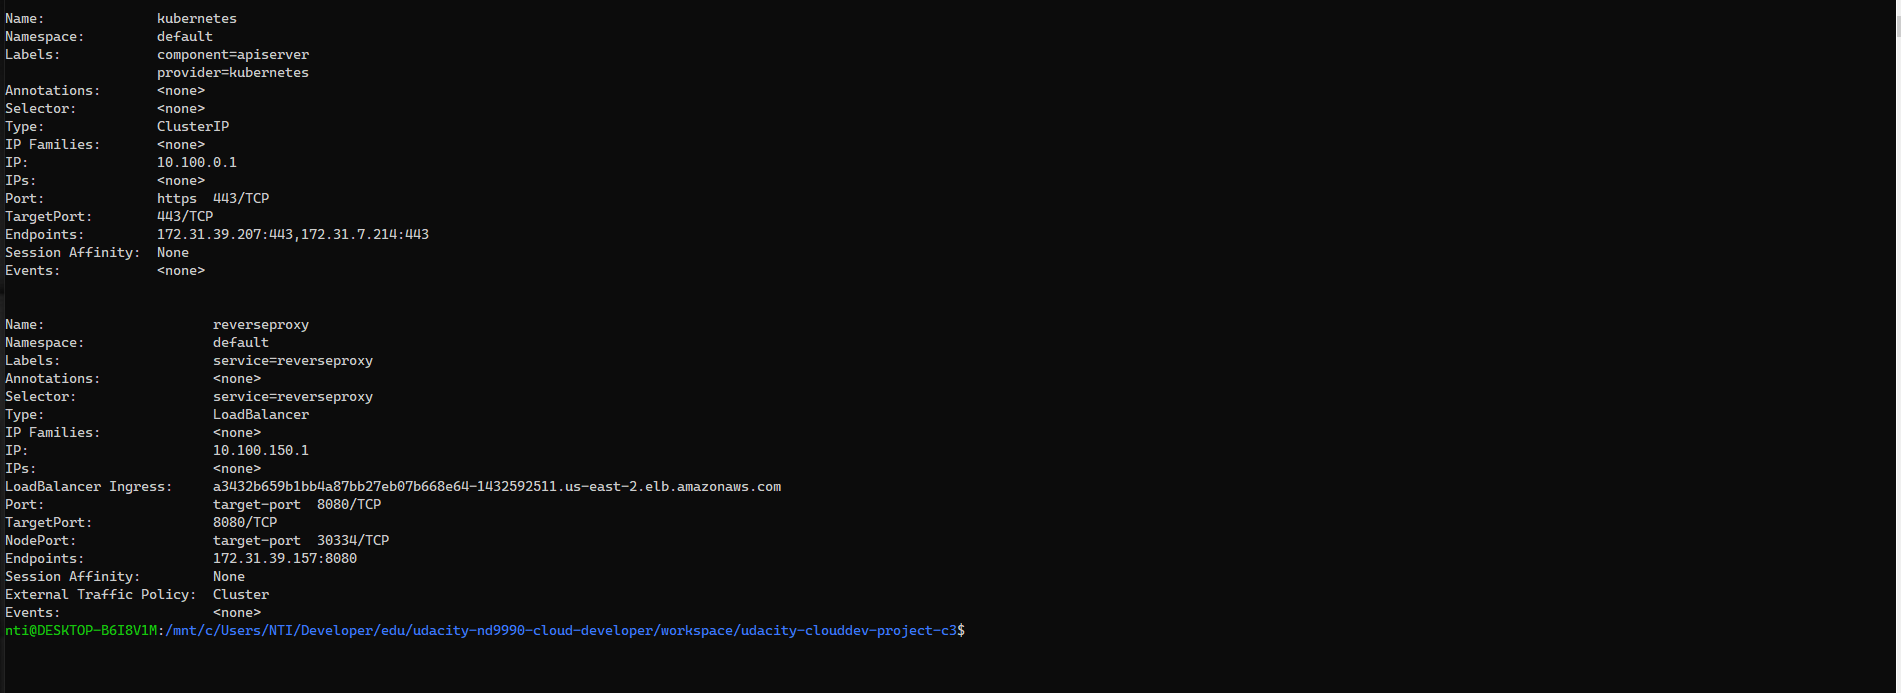 Name:              kubernetes
Namespace:         default
Labels:            component=apiserver
                   provider=kubernetes
Annotations:       <none>
Selector:          <none>
Type:              ClusterIP
IP Families:       <none>
IP:                10.100.0.1
IPs:               <none>
Port:              https  443/TCP
TargetPort:        443/TCP
Endpoints:         172.31.39.207:443,172.31.7.214:443
Session Affinity:  None
Events:            <none>
Name:                     reverseproxy
Namespace:                default
Labels:                   service=reverseproxy
Annotations:              <none>
Selector:                 service=reverseproxy
Type:                     LoadBalancer
IP Families:              <none>
IP:                       10.100.150.1
IPs:                      <none>
LoadBalancer Ingress:     a3432b659b1bb4a87bb27eb07b668e64-1432592511.us-east-2.elb.amazonaws.com
Port:                     target-port  8080/TCP
TargetPort:               8080/TCP
NodePort:                 target-port  30334/TCP
Endpoints:                172.31.39.157:8080
Session Affinity:         None
External Traffic Policy:  Cluster
Events:                   <none>
nti@DESKTOP-B6I8V1M:/mnt/c/Users/NTI/Developer/edu/udacity-nd9990-cloud-developer/workspace/udacity-clouddev-project-c3$